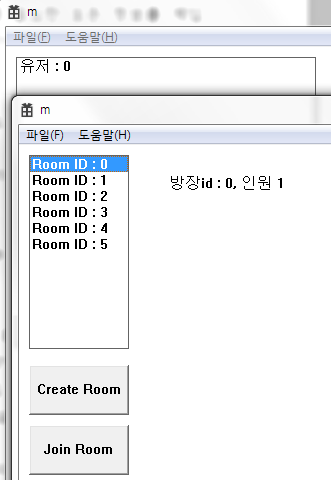 m
파일(F) 도움말(H)
유저 : 0
m
파일(F) 도움말(H)
Room ID : 0
Room ID : 1
Room ID : 2
Room ID : 3
Room ID : 4
Room ID : 5
방장id : 0, 인원 1
Create Room
Join Room